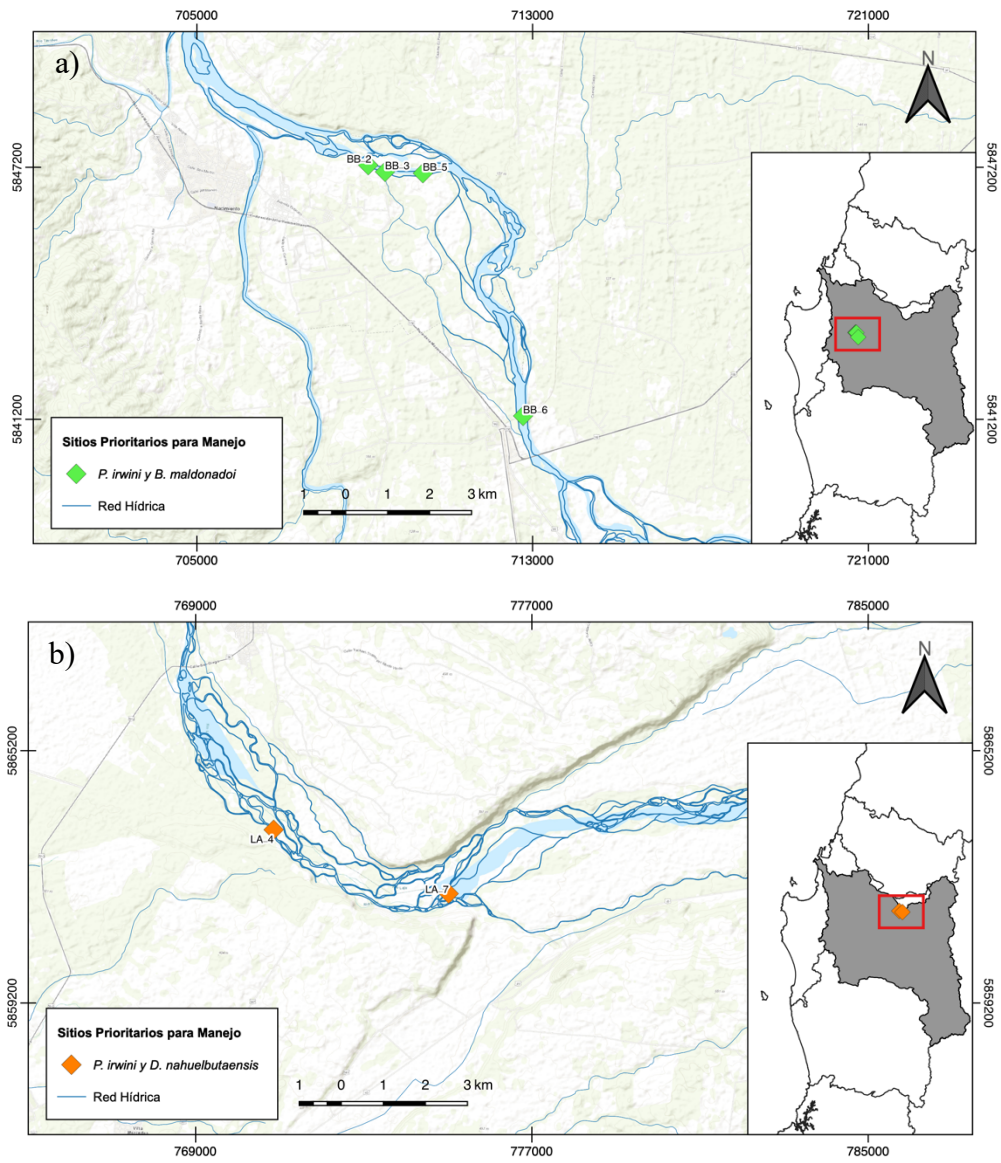 705000
713000
721000
a)
N
5847200
5847200
BB 2
BB 3
BB 5
Nacimiento
BB 6
5841200
5841200
Sitios Prioritarios para Manejo
P. irwini y B. maldonadoi
Red Hídrica
1 0 1 2 3 km
705000
713000
721000
769000
777000
785000
b)
N
5865200
5865200
LA 4
LA 7
5859200
5859200
Sitios Prioritarios para Manejo
P. irwini y D. nahuelbutaensis
Red Hídrica
1 0 1 2 3 km
769000
777000
785000